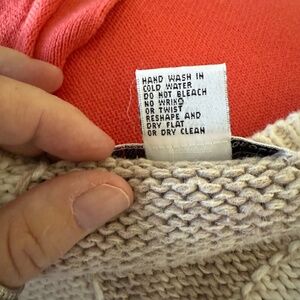 HAND WASH IN
COLD WATER
DO NOT BLEACH
NO WRING
OR TWIST
RESHAPE AND
DRY FLAT
OR DRY CLEAN